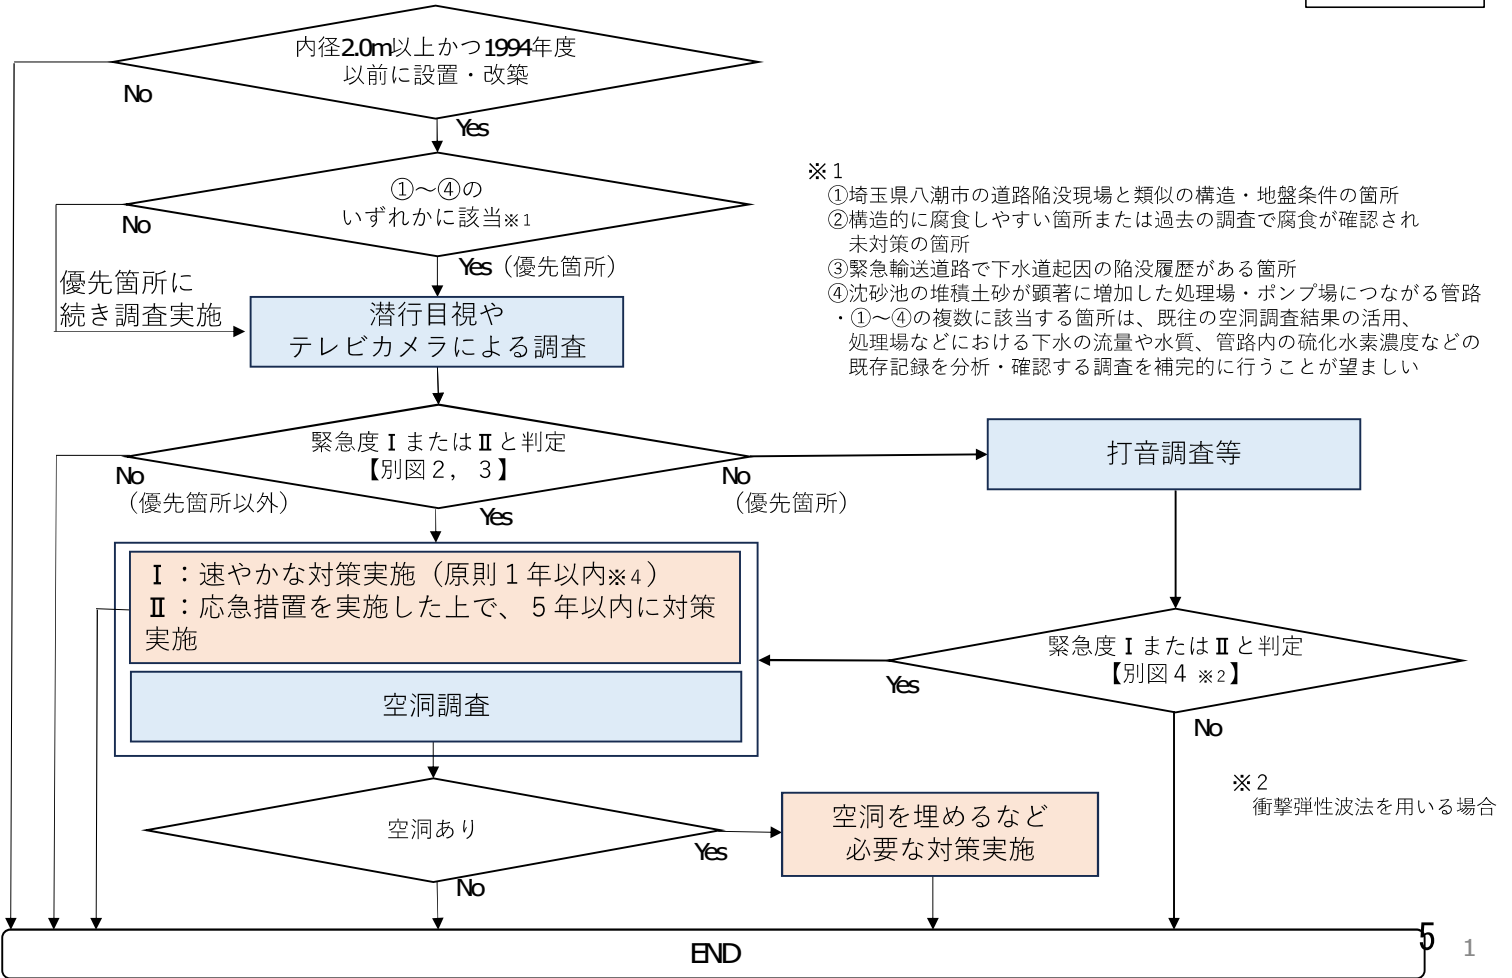 内径2.0m以上かつ1994年度
以前に設置・改築
No
Yes
①～④の
いずれかに該当※1
No
Yes（優先箇所）
優先箇所に
続き調査実施
潜行目視や
テレビカメラによる調査
※1
①埼玉県八潮市の道路陥没現場と類似の構造・地盤条件の箇所
②構造的に腐食しやすい箇所または過去の調査で腐食が確認され
未対策の箇所
③緊急輸送道路で下水道起因の陥没履歴がある箇所
④沈砂池の堆積土砂が顕著に増加した処理場・ポンプ場につながる管路
・①～④の複数に該当する箇所は、既往の空洞調査結果の活用、
処理場などにおける下水の流量や水質、管路内の硫化水素濃度などの
既存記録を分析・確認する調査を補完的に行うことが望ましい
緊急度ⅠまたはⅡと判定
【別図２，３】
No
（優先箇所以外）
Yes
No
（優先箇所）
打音調査等
Ⅰ：速やかな対策実施（原則１年以内※4）
Ⅱ：応急措置を実施した上で、５年以内に対策
実施
空洞調査
緊急度ⅠまたはⅡと判定
【別図４ ※2】
Yes
No
※2
衝撃弾性波法を用いる場合
空洞あり
Yes
No
空洞を埋めるなど
必要な対策実施
END
5
1